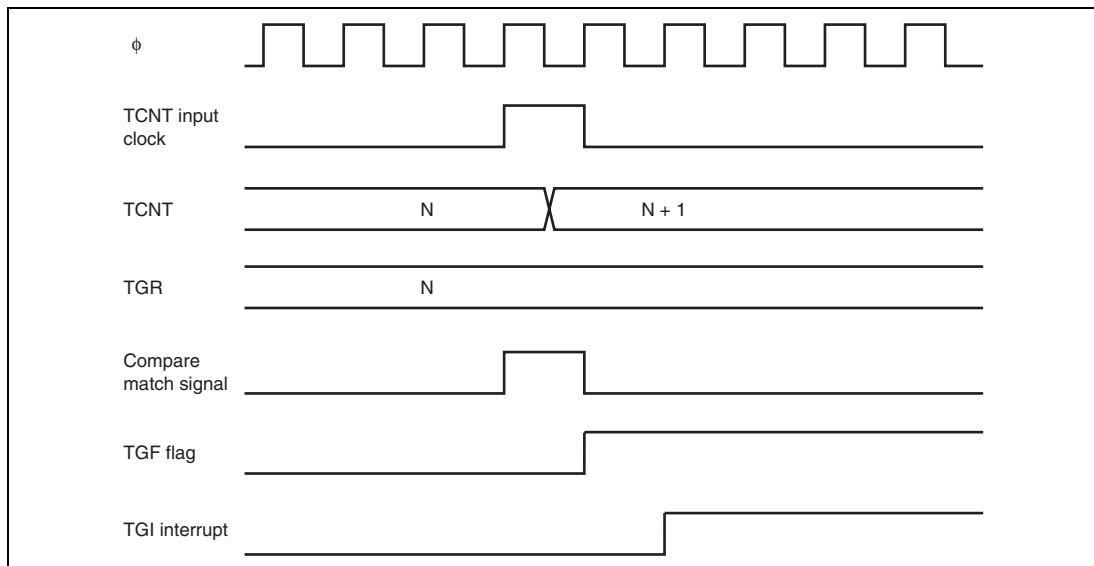 ϕ
TCNT input
clock
TCNT
N
N + 1
TGR
N
Compare
match signal
TGF flag
TGI interrupt